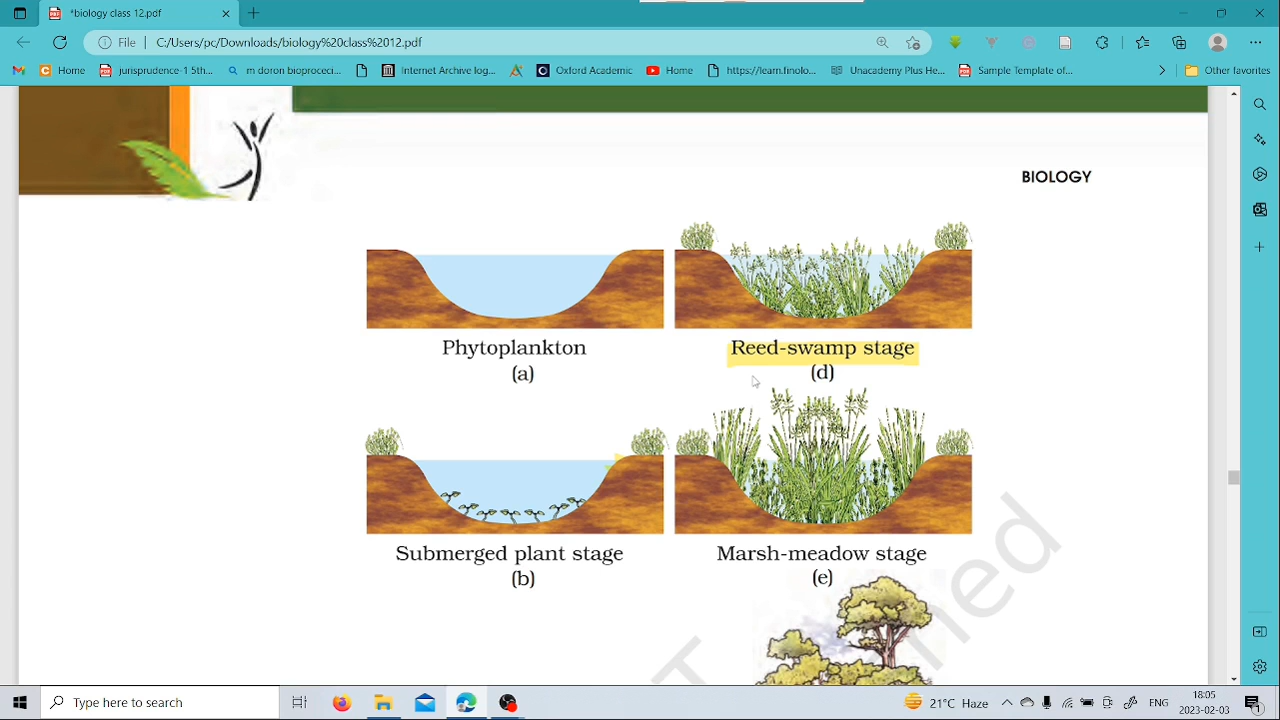 *biology class 12.pdf
File
C:/Users/pc/Downloads/biology%20class%2012.pdf
Home
jurisprudence-1 5th...
m doron bioproceci...
Internet Archive log...
Oxford Academic
Home
https://learn.finolo...
Unacademy Plus He...
Sample Template of...
Other favorites
BIOLOGY
Phytoplankton
(a)
Reed-swamp stage
(d)
Submerged plant stage
(b)
Marsh-meadow stage
(e)
Type here to search
21°C Haze
ENG
18:05
2023-02-03